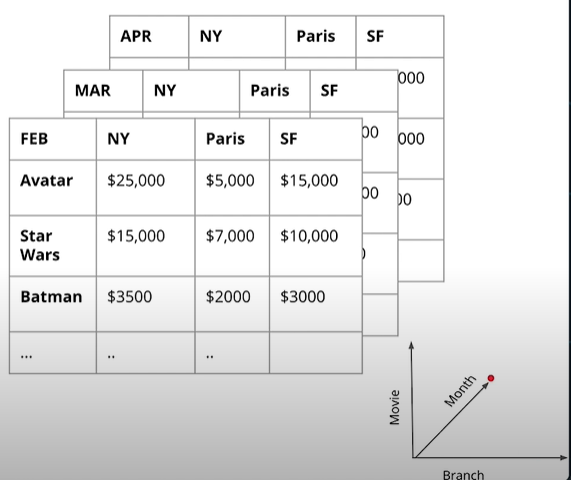 APR NY Paris SF
000
MAR NY Paris SF
00 000
FEB NY Paris SF
Avatar $25,000 $5,000 $15,000
00 00
Star Wars $15,000 $7,000 $10,000
Batman $3500 $2000 $3000
... .. ..
Movie
Month
Branch